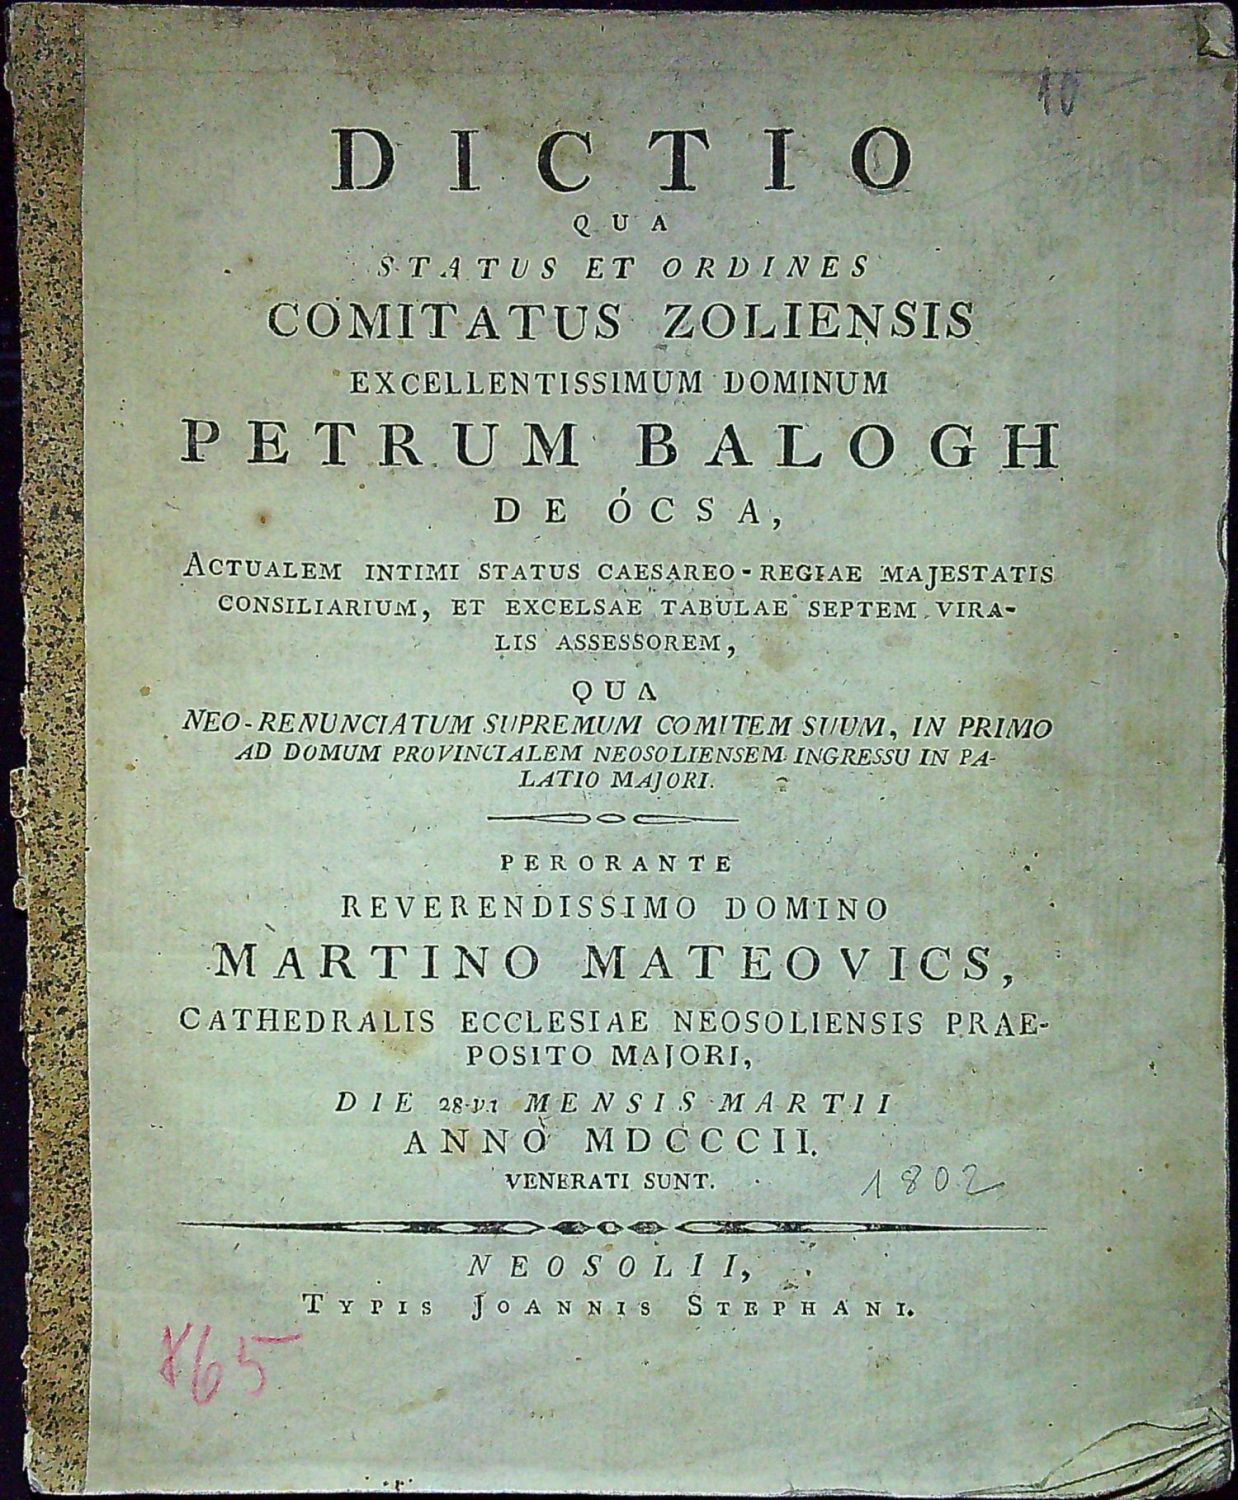 10
DICTIO
QUA
STATUS ET ORDINES
COMITATUS ZOLIENSIS
EXCELLENTISSIMUM DOMINUM
PETRUM BALOGH
DE ÓCSA,
ACTUALEM INTIMI STATUS CAESAREO-REGIAE MAJESTATIS
CONSILIARIUM, ET EXCELSAE TABULAE SEPTEM VIRA-
LIS ASSESSOREM,
QUA
NEO-RENUNCIATUM SUPREMUM COMITEM SUUM, IN PRIMO
AD DOMUM PROVINCIALEM NEOSOLIENSEM INGRESSU IN PA-
LATIO MAJORI.
PERORANTE
REVERENDISSIMO DOMINO
MARTINO MATEOVICS,
CATHEDRALIS ECCLESIAE NEOSOLIENSIS PRAE-
POSITO MAJORI,
DIE 28-va MENSIS MARTII
ANNO MDCCCII.
VENERATI SUNT.
1802
NEOSOLII,
TYPIS JOANNIS STEPHANI.
865